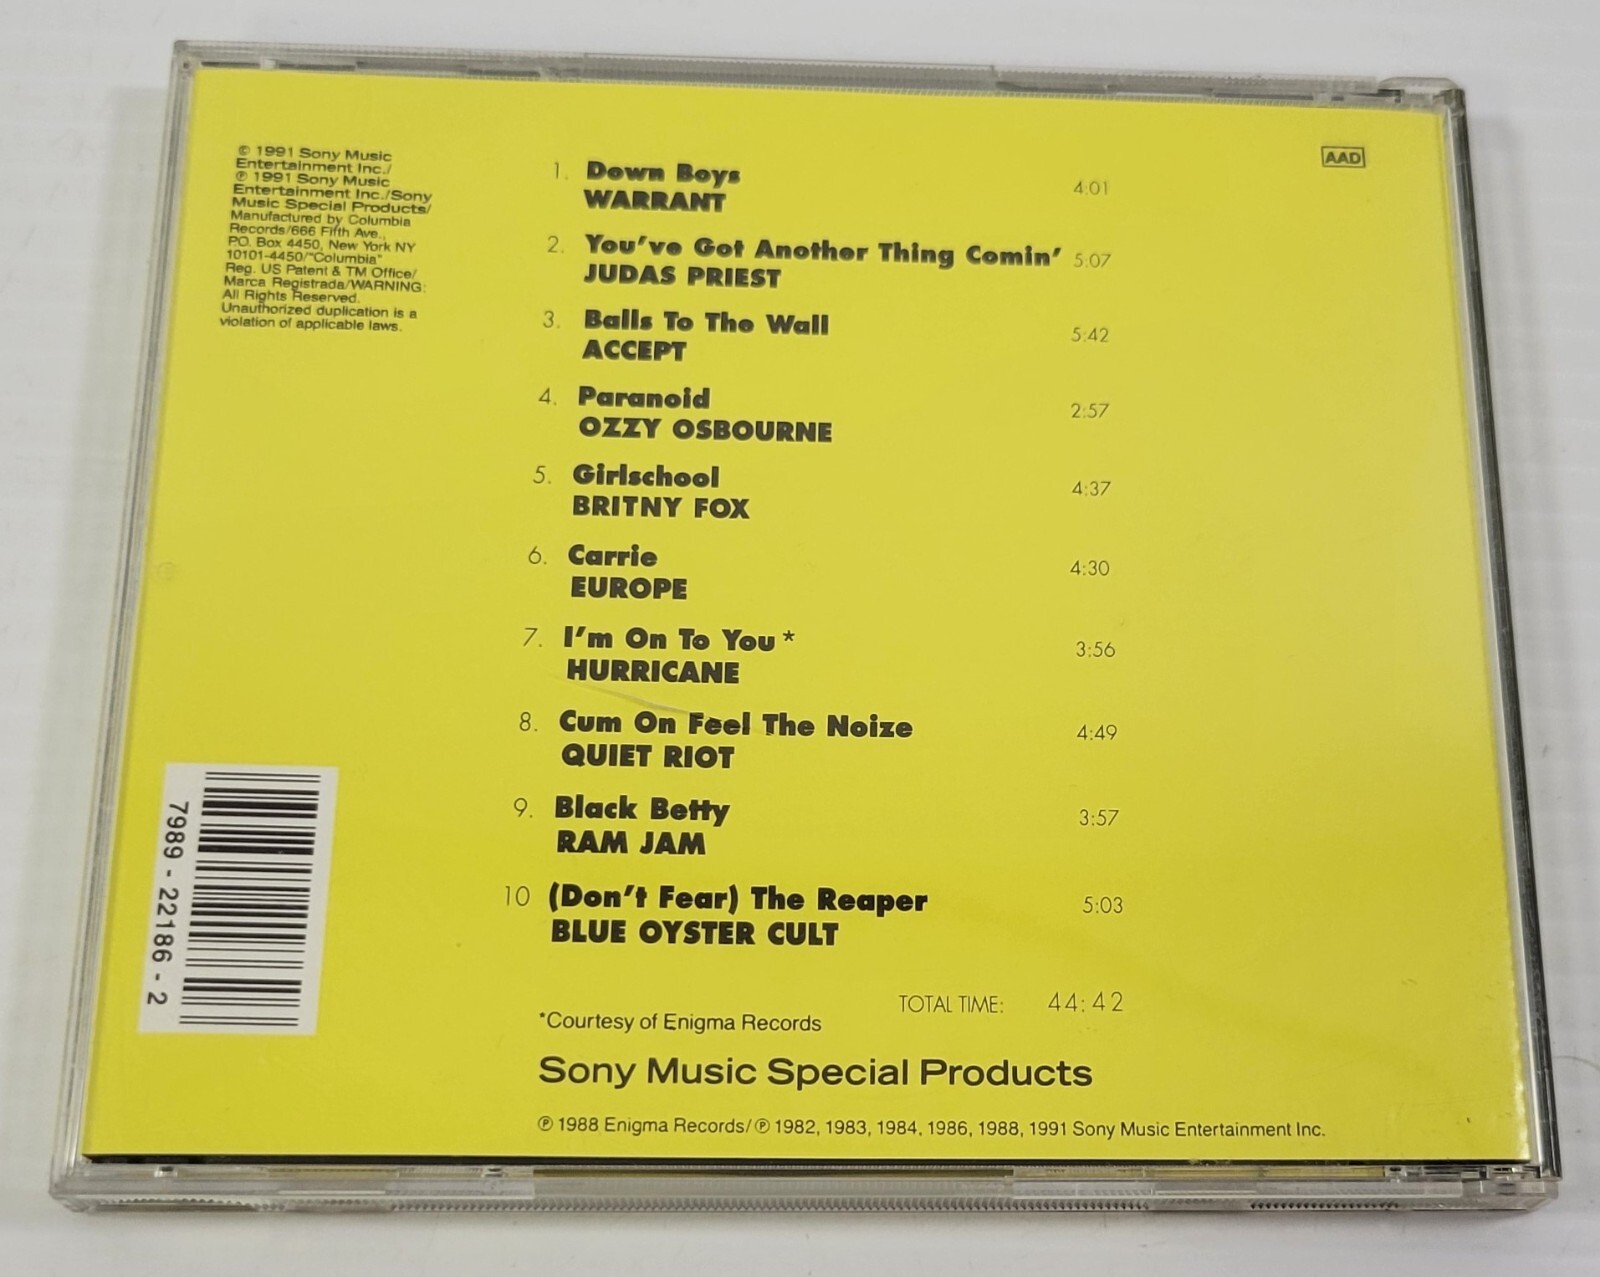 © 1991 Sony Music
Entertainment Inc./
℗ 1991 Sony Music
Entertainment Inc./Sony
Music Special Products/
Manufactured by Columbia
Records/666 Fifth Ave.,
P.O. Box 4450, New York NY
10101-4450/"Columbia"
Reg. US Patent & TM Office/
Marca Registrada/WARNING:
All Rights Reserved.
Unauthorized duplication is a
violation of applicable laws.
AAD
1. Down Boys 4:01
WARRANT
2. You've Got Another Thing Comin' 5:07
JUDAS PRIEST
3. Balls To The Wall 5:42
ACCEPT
4. Paranoid 2:57
OZZY OSBOURNE
5. Girlschool 4:37
BRITNY FOX
6. Carrie 4:30
EUROPE
7. I'm On To You * 3:56
HURRICANE
8. Cum On Feel The Noize 4:49
QUIET RIOT
9. Black Betty 3:57
RAM JAM
10 (Don't Fear) The Reaper 5:03
BLUE OYSTER CULT
TOTAL TIME: 44:42
*Courtesy of Enigma Records
Sony Music Special Products
℗ 1988 Enigma Records/℗ 1982, 1983, 1984, 1986, 1988, 1991 Sony Music Entertainment Inc.
7989-22186-2